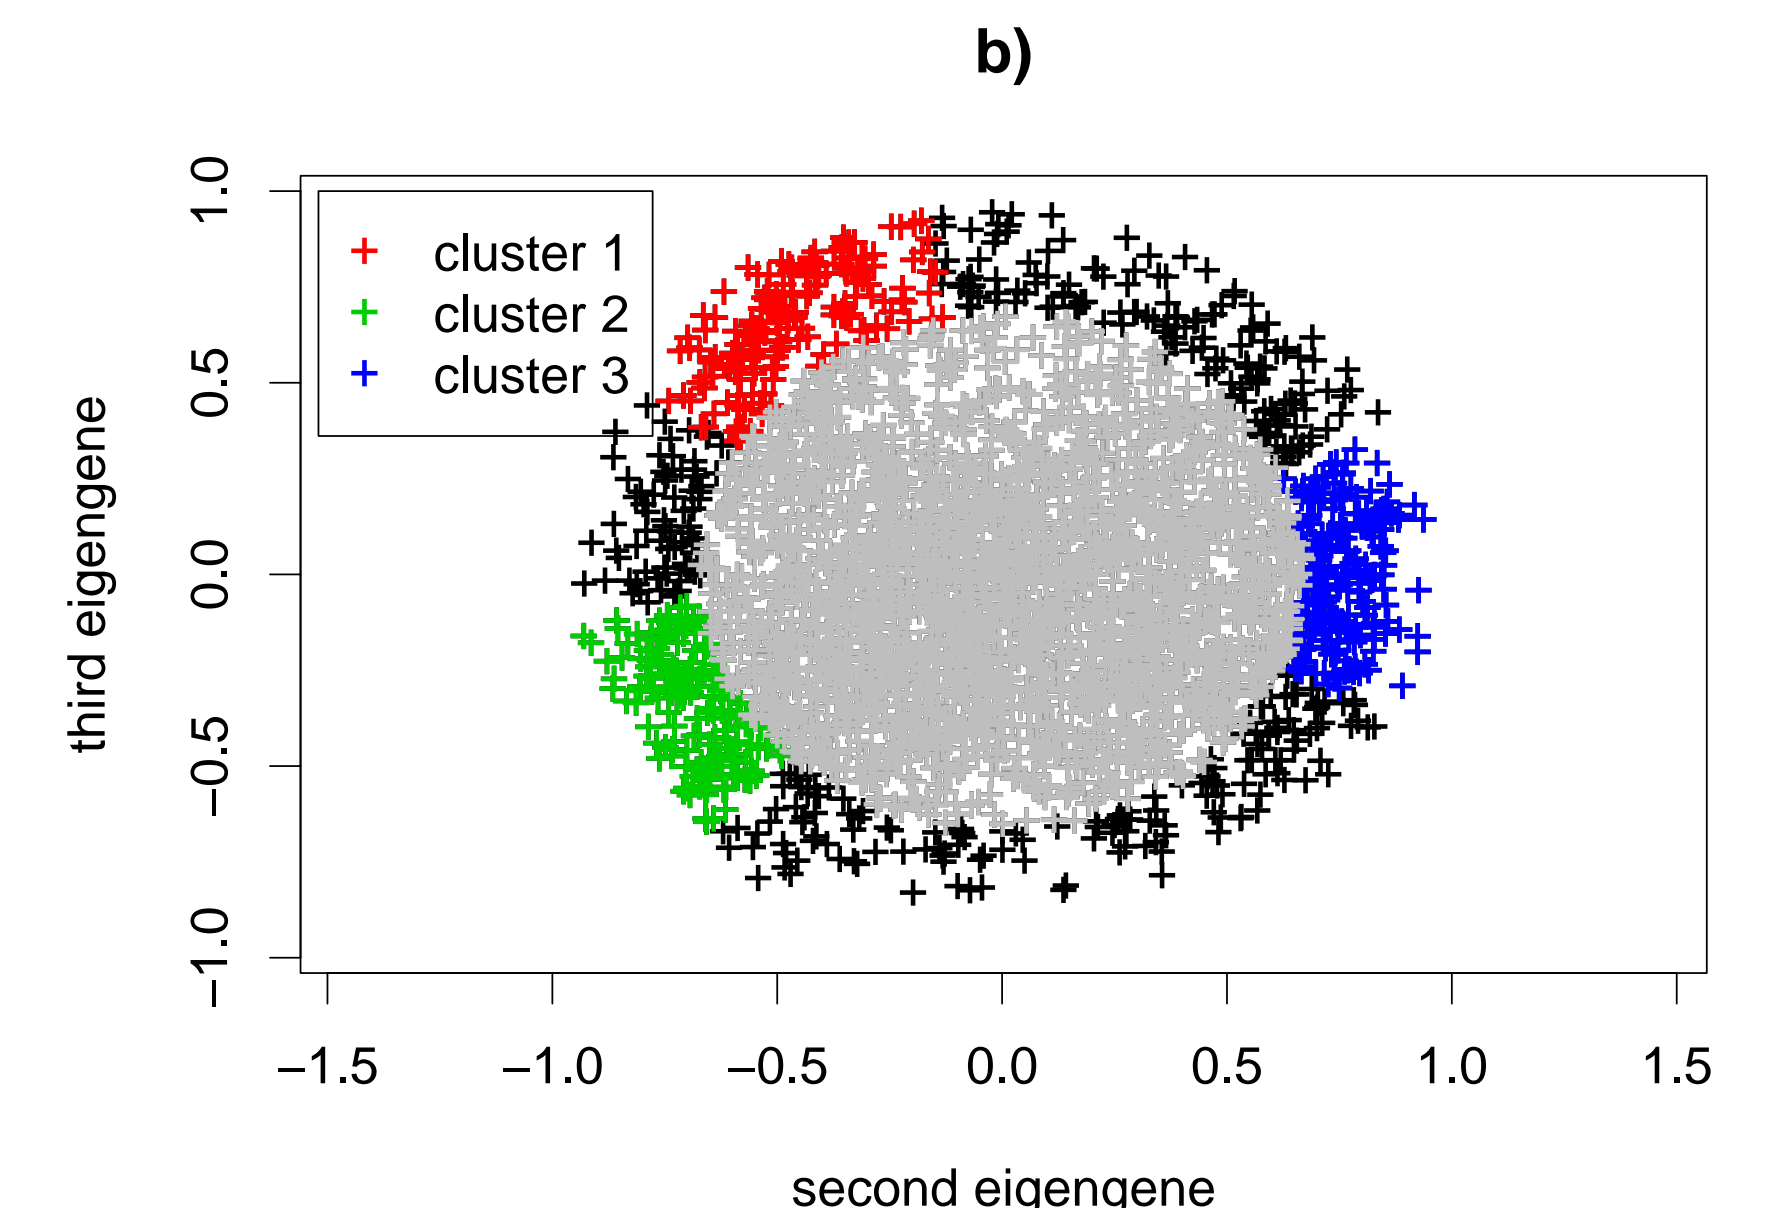 b)
third eigengene
1.0
0.5
0.0
−0.5
−1.0
cluster 1
cluster 2
cluster 3
−1.5 −1.0 −0.5 0.0 0.5 1.0 1.5
second eigengene